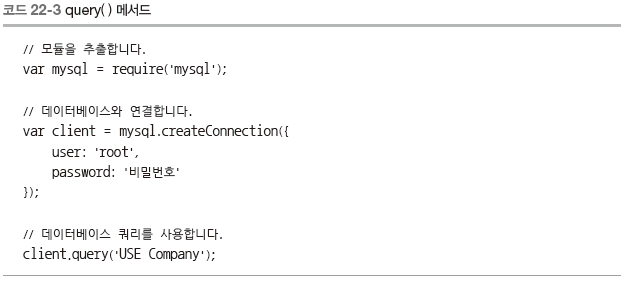 코드 22-3 query( ) 메서드
// 모듈을 추출합니다.
var mysql = require('mysql');
// 데이터베이스와 연결합니다.
var client = mysql.createConnection({
user: 'root',
password: '비밀번호'
});
// 데이터베이스 쿼리를 사용합니다.
client.query('USE Company');